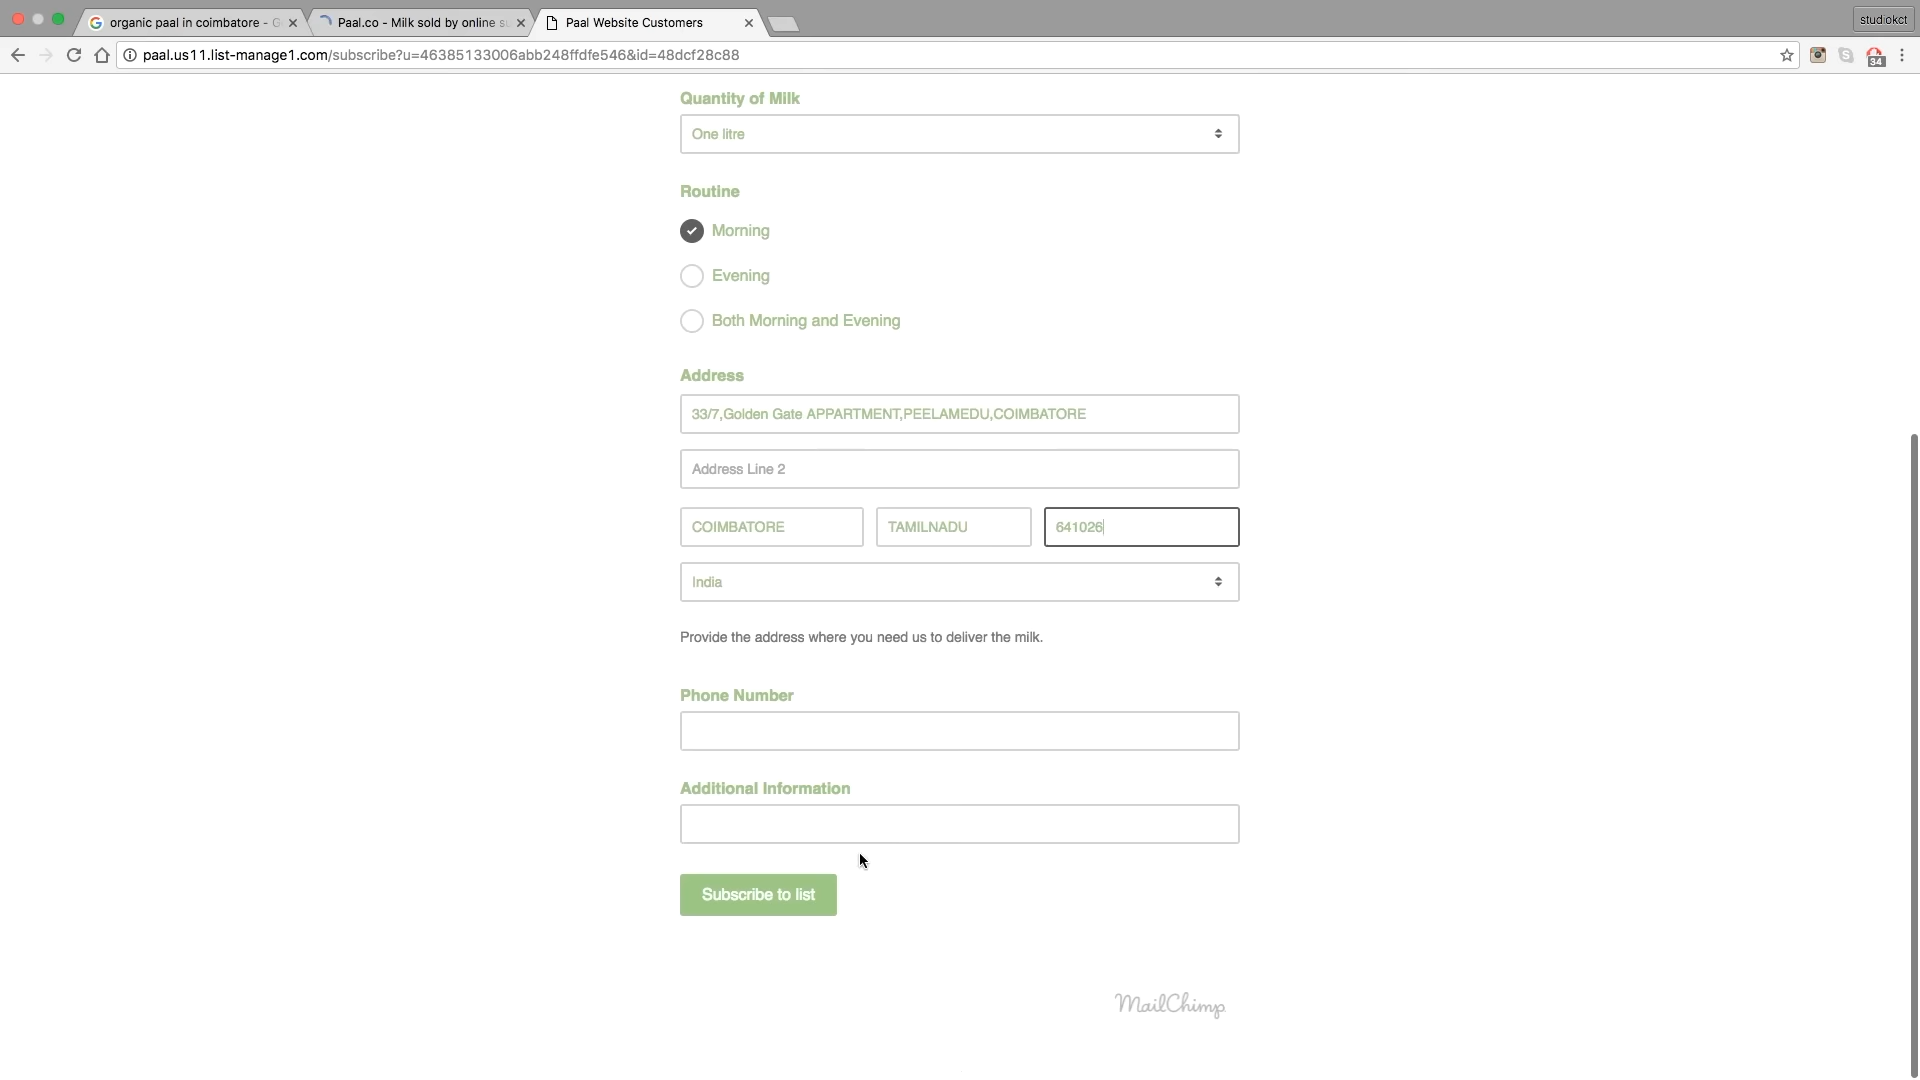 organic paal in coimbatore - G
Paal.co - Milk sold by online s
Paal Website Customers
studiokct
paal.us11.list-manage1.com/subscribe?u=46385133006abb248ffdfe546&id=48dcf28c88
34
Quantity of Milk
One litre
Routine
Morning
Evening
Both Morning and Evening
Address
33/7,Golden Gate APPARTMENT,PEELAMEDU,COIMBATORE
Address Line 2
COIMBATORE
TAMILNADU
641026
India
Provide the address where you need us to deliver the milk.
Phone Number
Additional Information
Subscribe to list
MailChimp